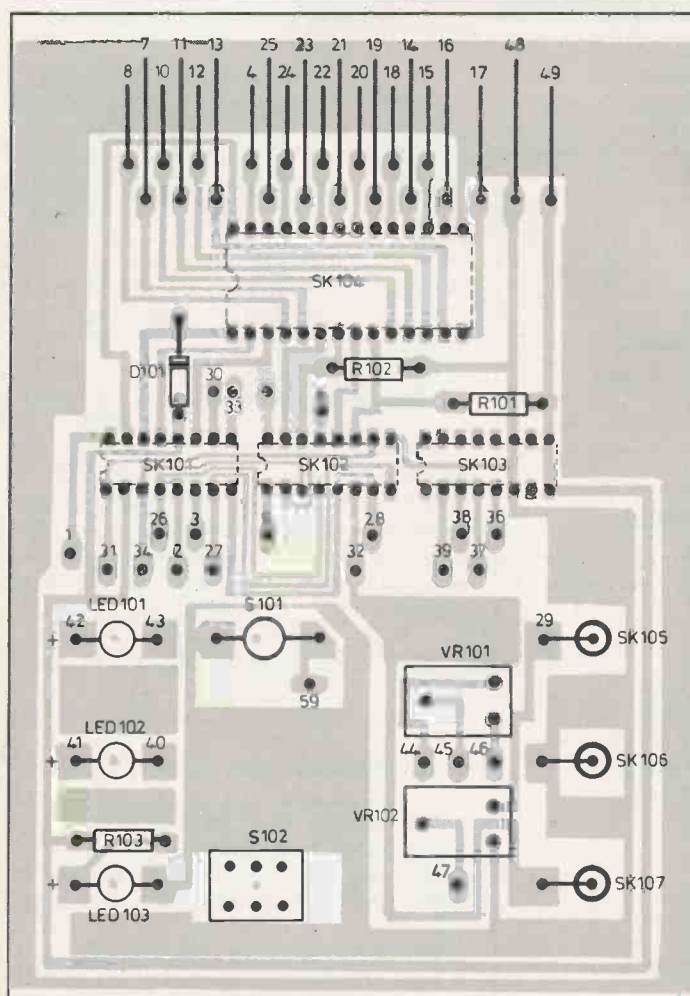 7 11 13 25 23 21 19 14 16 48
8 10 12 4 24 22 20 18 15 17 49
SK104
D101 30 R102
33 R101
SK101 SK102 SK103
26 3 28 38 36
1 31 34 2 27 32 39 37
LED101 S101 29
42 43 VR101 SK105
+
59
LED102
+ 41 40 44 45 46 SK106
VR102
R103 S102
47
+ SK107
LED103